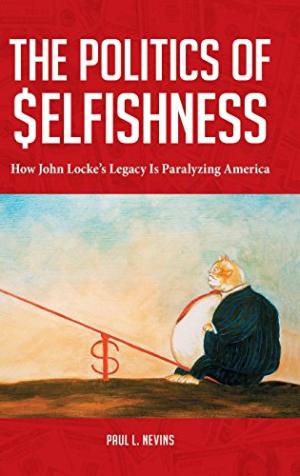 THE POLITICS OF
$ELFISHNESS
How John Locke's Legacy Is Paralyzing America
$
PAUL L. NEVINS